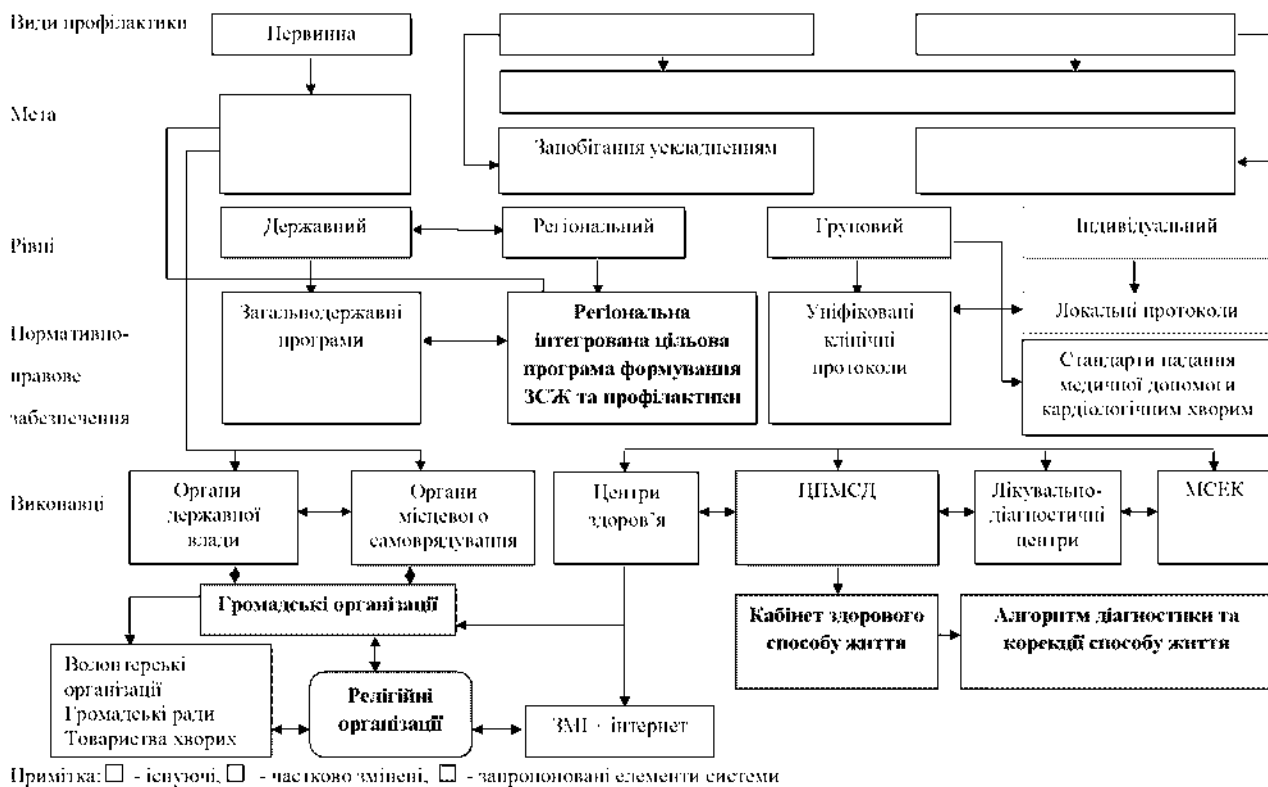 Види профілактики
Первинна
Мета
Запобігання ускладненням
Рівні
Державний
Регіональний
Груповий
Індивідуальний
Нормативно-
правове
забезпечення
Загальнодержавні
програми
Регіональна
інтегрована цільова
програма формування
ЗСЖ та профілактики
Уніфіковані
клінічні
протоколи
Локальні протоколи
Стандарти надання
медичної допомоги
кардіологічним хворим
Виконавці
Органи
державної
влади
Органи
місцевого
самоврядування
Центри
здоров’я
ЦПМСД
Лікувально-
діагностичні
центри
МСЕК
Громадські організації
Кабінет здорового
способу життя
Алгоритм діагностики та
корекції способу життя
Волонтерські
організації
Громадські ради
Товариства хворих
Релігійні
організації
ЗМІ · інтернет
Примітка: - існуючі, - частково змінені, - запропоновані елементи системи